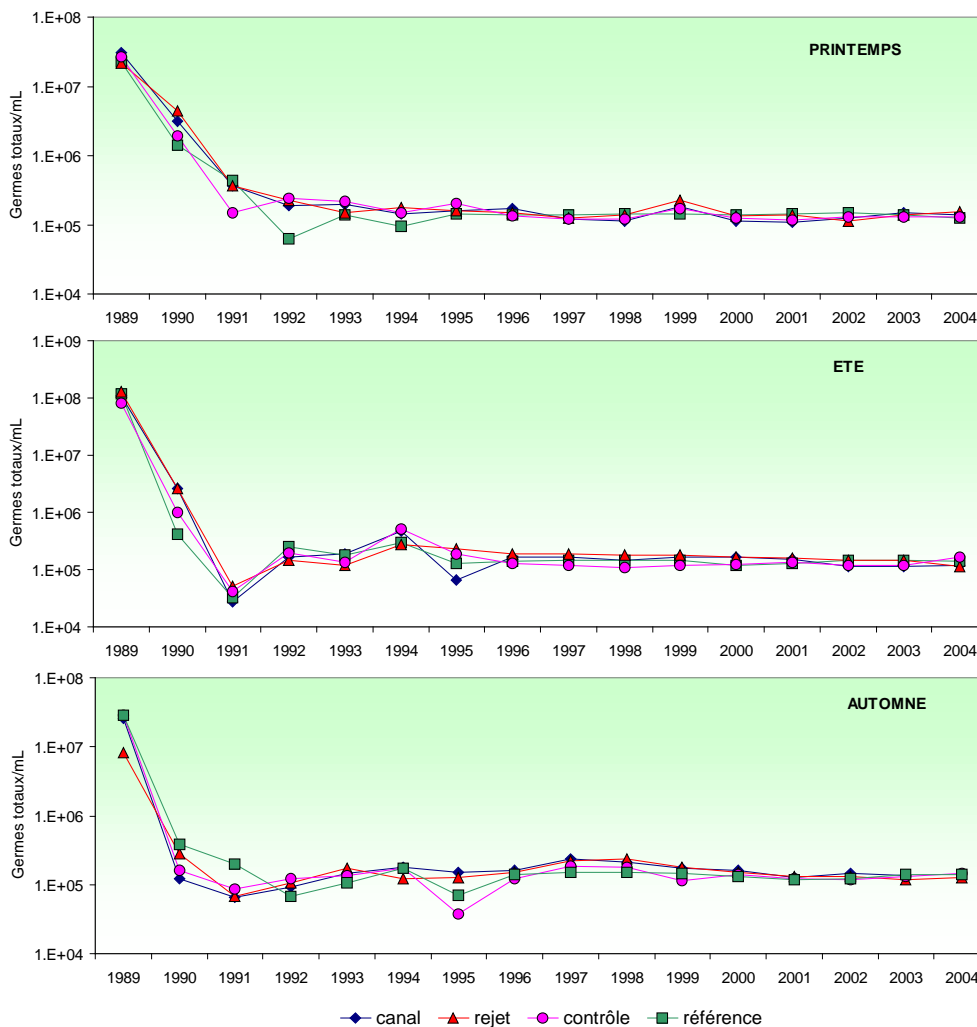 PRINTEMPS
Germes totaux/mL
1.E+08
1.E+07
1.E+06
1.E+05
1.E+04
1989 1990 1991 1992 1993 1994 1995 1996 1997 1998 1999 2000 2001 2002 2003 2004
ETE
Germes totaux/mL
1.E+09
1.E+08
1.E+07
1.E+06
1.E+05
1.E+04
1989 1990 1991 1992 1993 1994 1995 1996 1997 1998 1999 2000 2001 2002 2003 2004
AUTOMNE
Germes totaux/mL
1.E+08
1.E+07
1.E+06
1.E+05
1.E+04
1989 1990 1991 1992 1993 1994 1995 1996 1997 1998 1999 2000 2001 2002 2003 2004
canal rejet contrôle référence